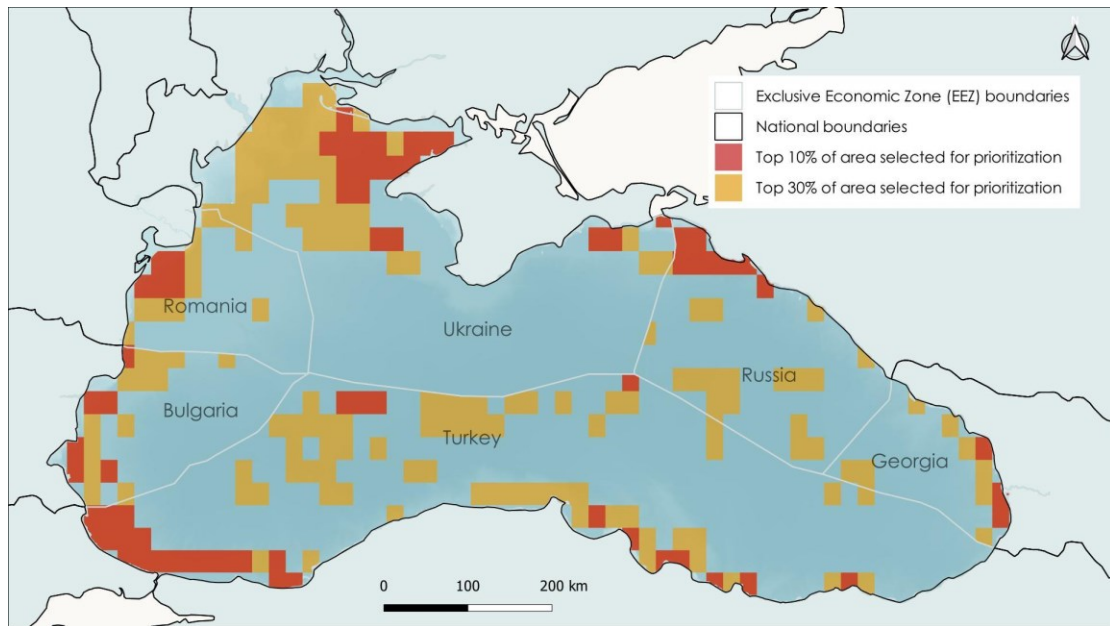 N
Exclusive Economic Zone (EEZ) boundaries
National boundaries
Top 10% of area selected for prioritization
Top 30% of area selected for prioritization
Romania
Ukraine
Russia
Bulgaria
Turkey
Georgia
0 100 200 km